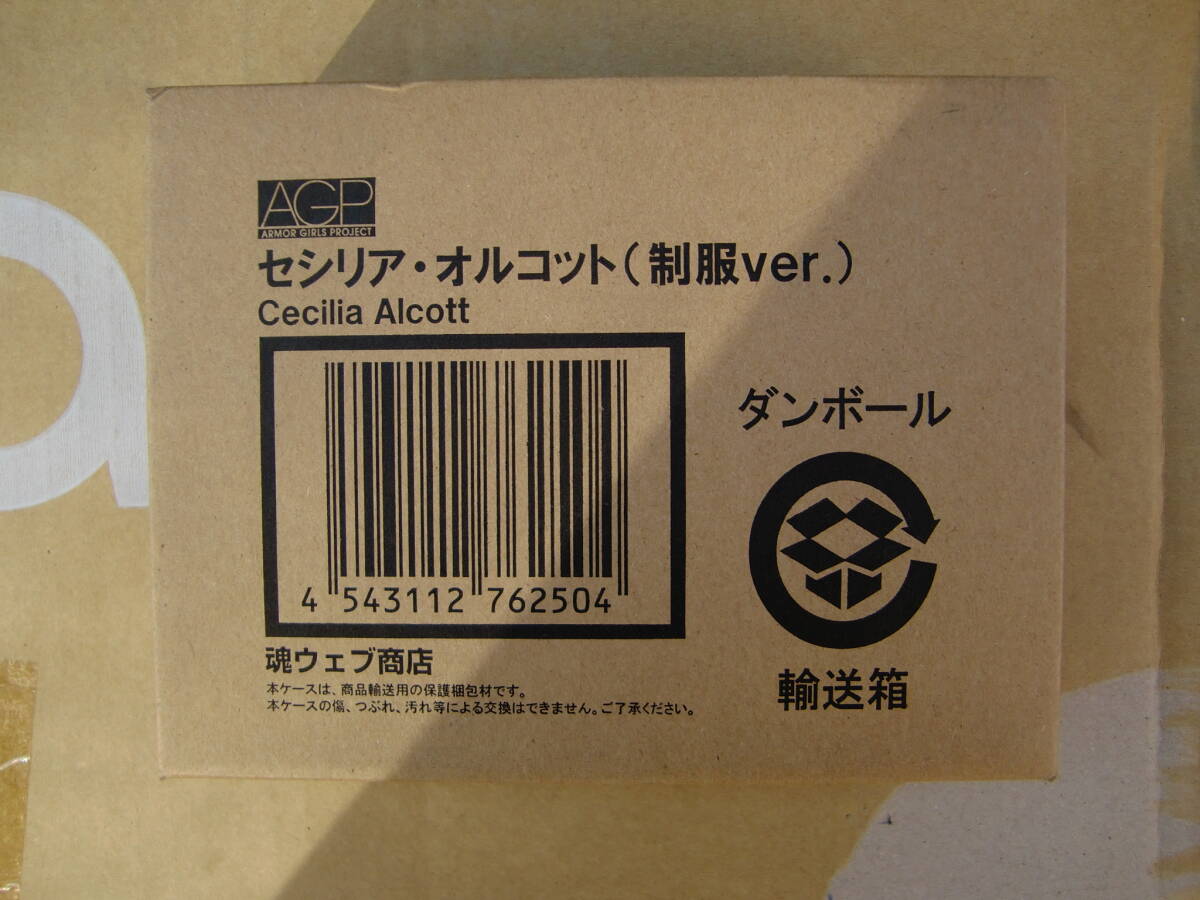 AGP
ARMOR GIRLS PROJECT
セシリア・オルコット(制服ver.)
Cecilia Alcott
4 543112 762504
魂ウェブ商店
本ケースは、商品輸送用の保護梱包材です。
本ケースの傷、つぶれ、汚れ等による交換はできません。ご了承ください。
ダンボール
輸送箱